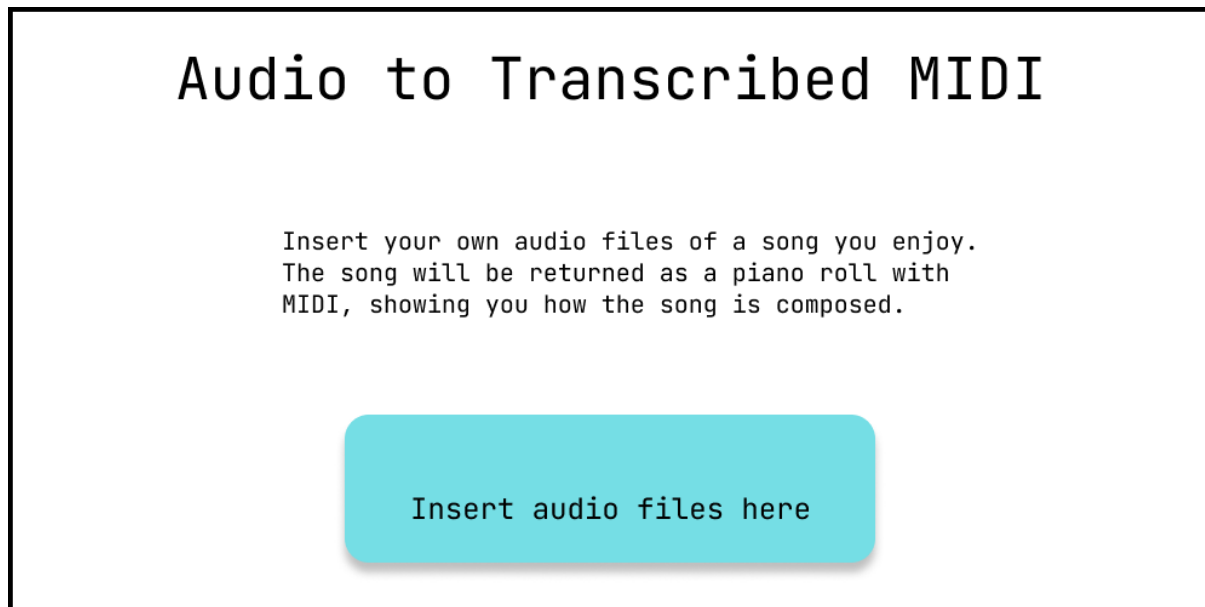 Audio to Transcribed MIDI
Insert your own audio files of a song you enjoy.
The song will be returned as a piano roll with
MIDI, showing you how the song is composed.
Insert audio files here